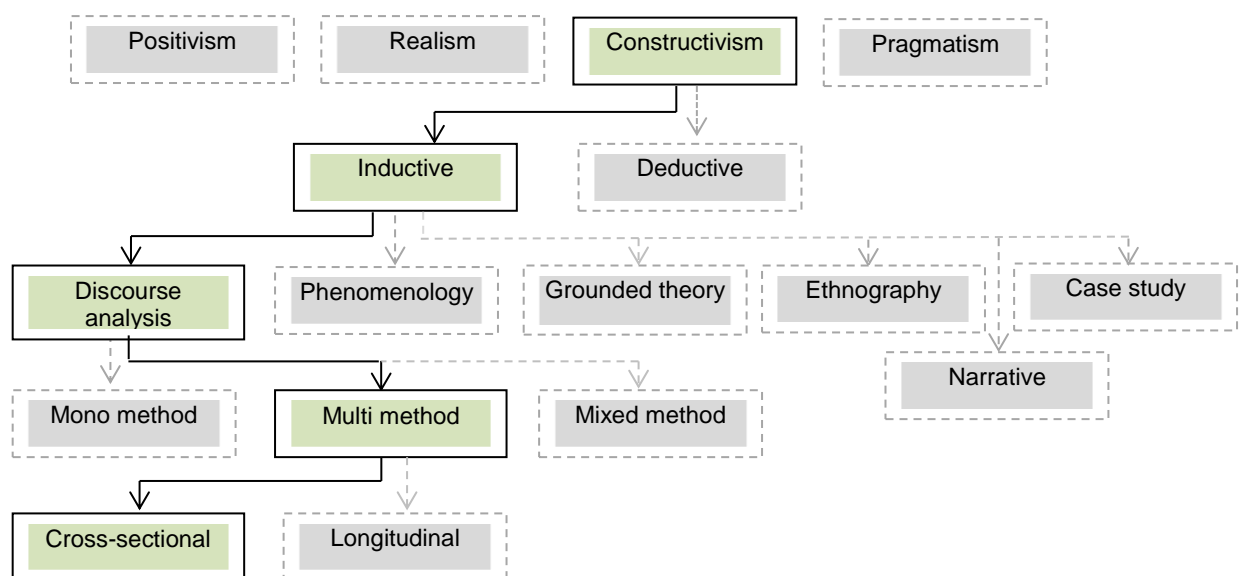 Positivism
Realism
Constructivism
Pragmatism
Inductive
Deductive
Discourse
analysis
Phenomenology
Grounded theory
Ethnography
Case study
Narrative
Mono method
Multi method
Mixed method
Cross-sectional
Longitudinal